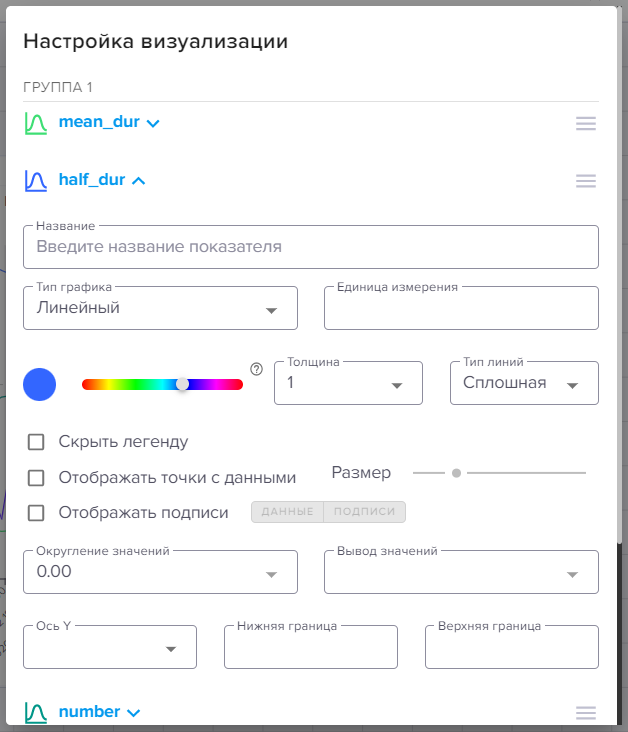 Настройка визуализации
ГРУППА 1
mean_dur
half_dur
Название
Введите название показателя
Тип графика
Линейный
Единица измерения
?
Толщина
1
Тип линий
Сплошная
Скрыть легенду
Отображать точки с данными
Размер
Отображать подписи
ДАННЫЕ ПОДПИСИ
Округление значений
0.00
Вывод значений
Ось Y
Нижняя граница
Верхняя граница
number